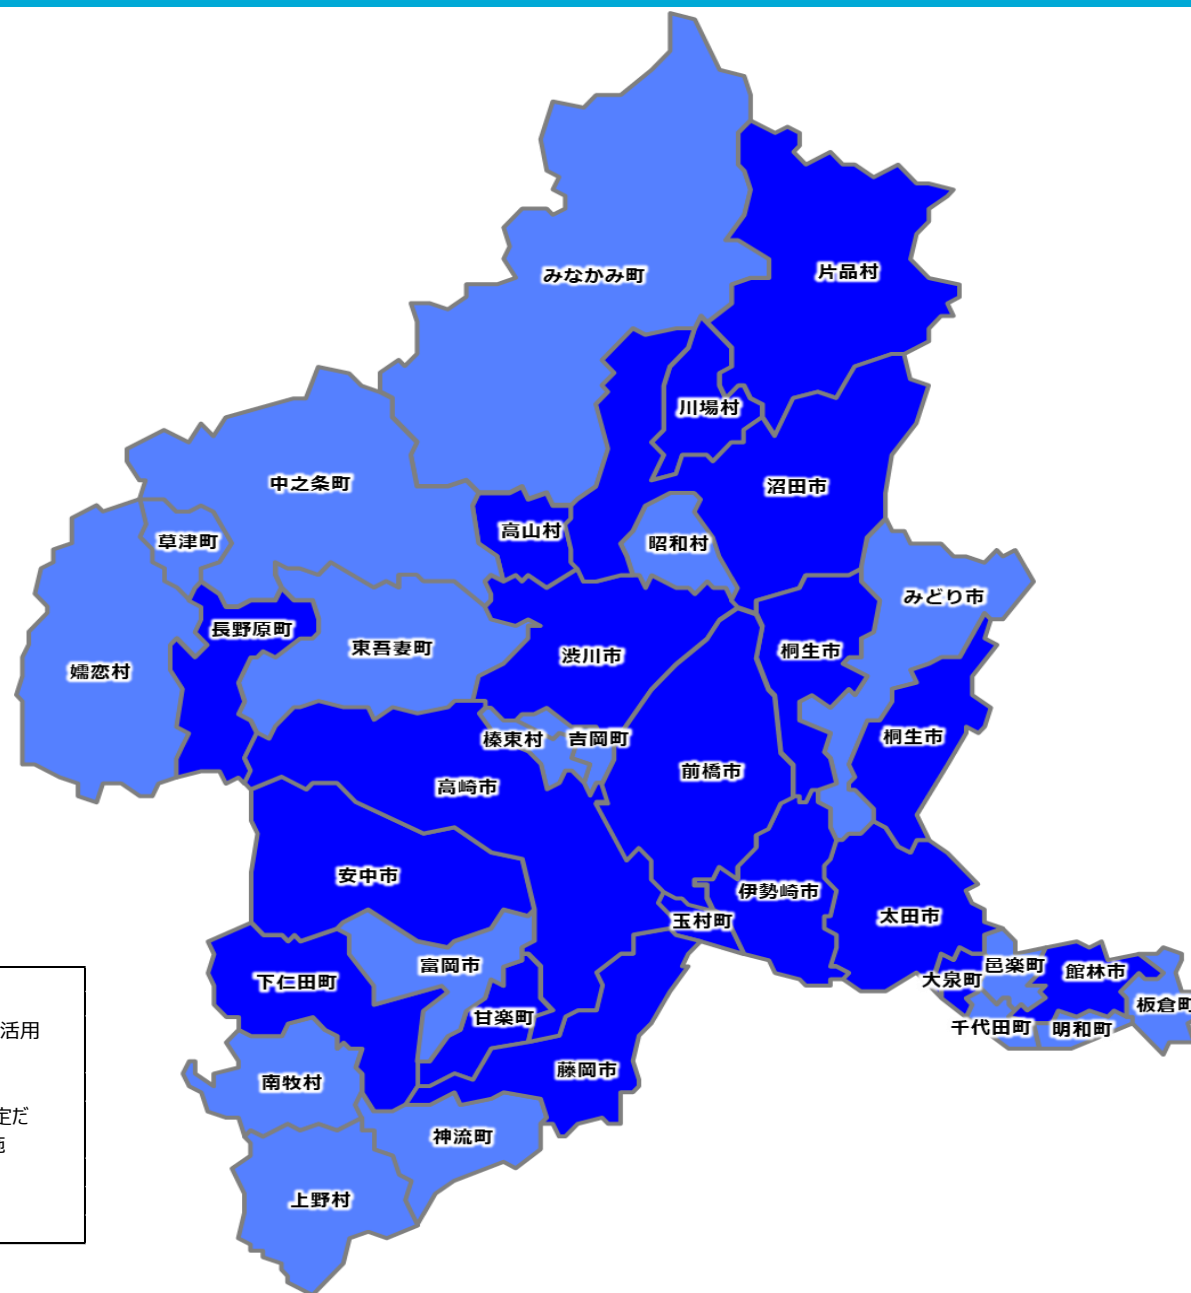 みなかみ町
片品村
川場村
中之条町
沼田市
高山村
草津町
昭和村
みどり市
長野原町
東吾妻町
渋川市
桐生市
嬬恋村
榛東村
吉岡町
桐生市
前橋市
高崎市
安中市
伊勢崎市
玉村町
太田市
富岡市
邑楽町
館林市
下仁田町
大泉町
板倉町
甘楽町
千代田町
明和町
活用
藤岡市
南牧村
定だ
神流町
上野村